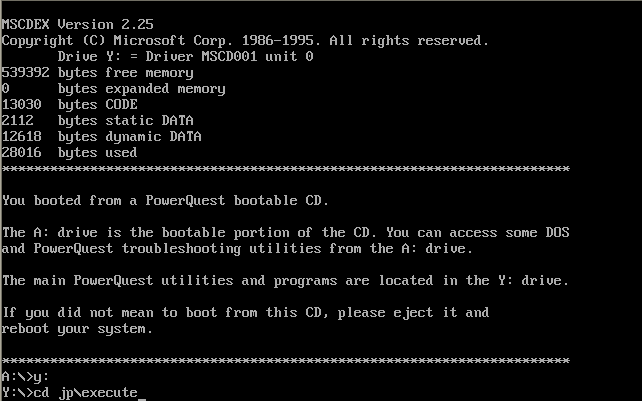 MSCDEX Version 2.25
Copyright (C) Microsoft Corp. 1986-1995. All rights reserved.
        Drive Y: = Driver MSCD001 unit 0
539392 bytes free memory
0      bytes expanded memory
13030  bytes CODE
2112   bytes static DATA
12618  bytes dynamic DATA
28016  bytes used
***********************************************************************
You booted from a PowerQuest bootable CD.
The A: drive is the bootable portion of the CD. You can access some DOS
and PowerQuest troubleshooting utilities from the A: drive.
The main PowerQuest utilities and programs are located in the Y: drive.
If you did not mean to boot from this CD, please eject it and
reboot your system.
***********************************************************************
A:\>y:
Y:\>cd jp\execute_